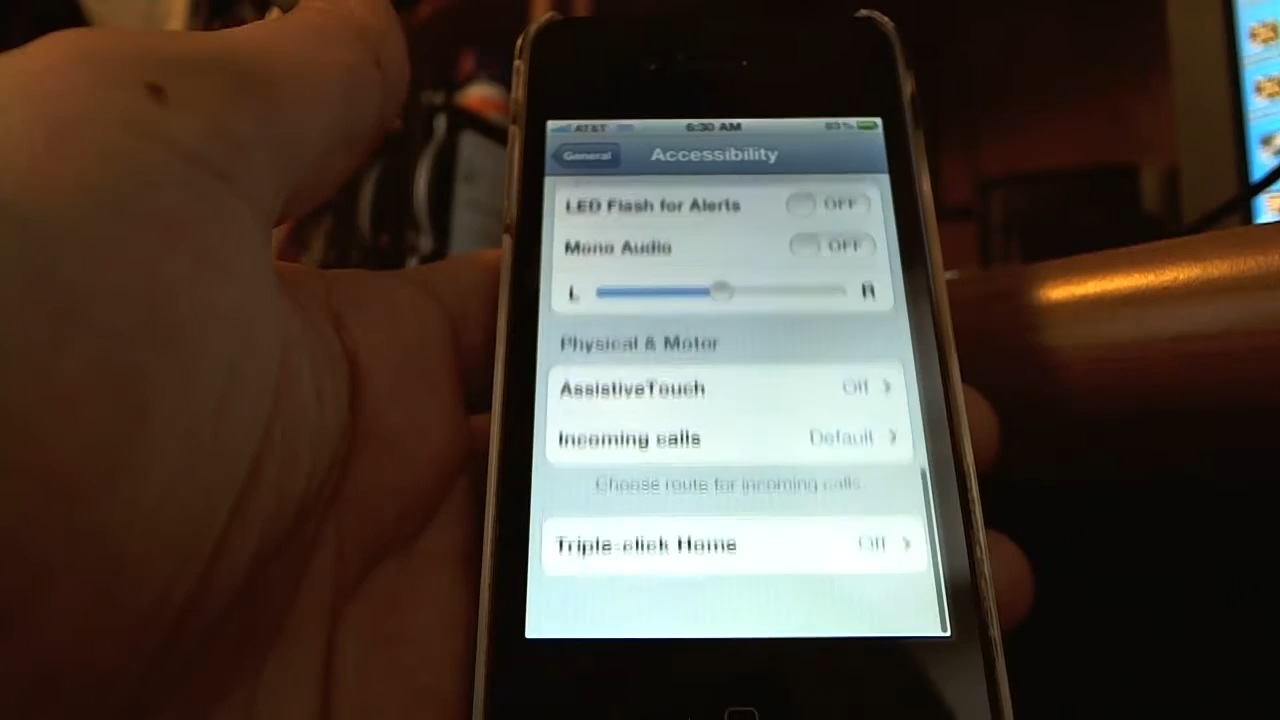 AT&T 6:30 AM 83%
General Accessibility
LED Flash for Alerts OFF
Mono Audio OFF
L R
Physical & Motor
AssistiveTouch Off
Incoming calls Default
Choose route for incoming calls.
Triple-click Home Off